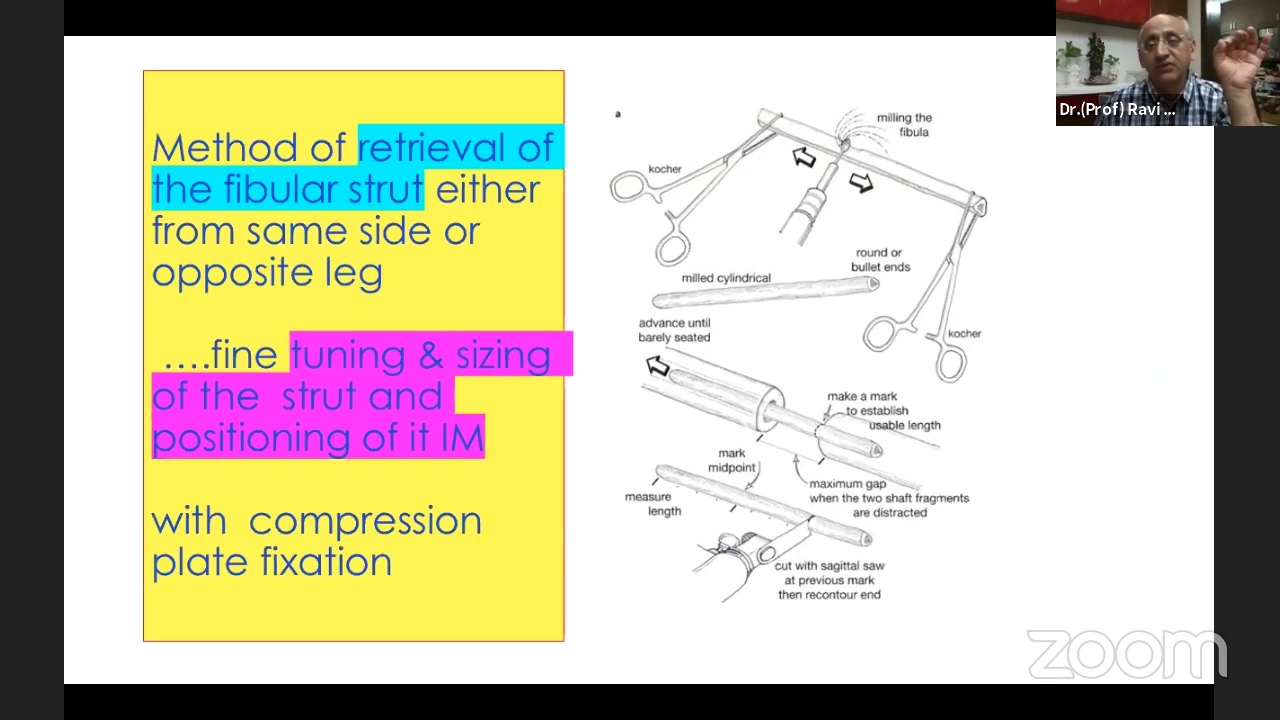 Method of retrieval of
the fibular strut either
from same side or
opposite leg
….fine tuning & sizing
of the  strut and
positioning of it IM
with  compression
plate fixation
a
milling the
fibula
kocher
round or
bullet ends
milled cylindrical
advance until
barely seated
kocher
make a mark
to establish
usable length
mark
midpoint
maximum gap
when the two shaft fragments
are distracted
measure
length
cut with sagittal saw
at previous mark
then recontour end
Dr.(Prof) Ravi ...
zoom